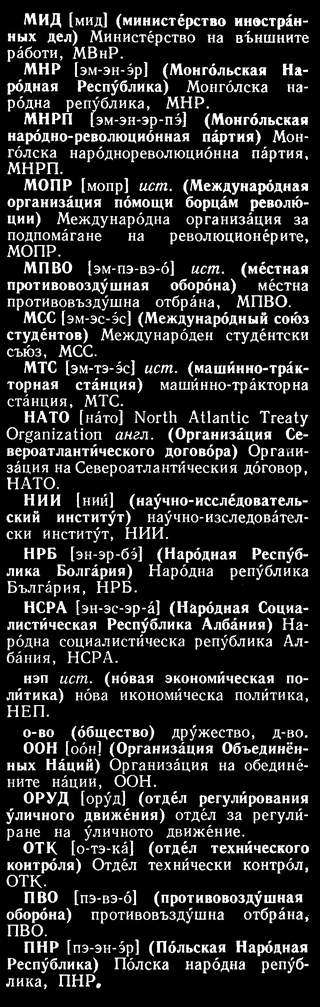 МИД [мид] (министе́рство иностра́н-
ных дел) Министе́рство на въ́ншните
ра́боти, МВнР.
МНР [эм-эн-э́р] (Монго́льская На-
ро́дная Респу́блика) Монго́лска на-
ро́дна репу́блика, МНР.
МНРП [эм-эн-эр-пэ́] (Монго́льская
наро́дно-революцио́нная па́ртия) Мон-
го́лска наро́днореволюцио́нна па́ртия,
МНРП.
МОПР [мопр] ист. (Междунаро́дная
организа́ция по́мощи борца́м револю́-
ции) Междунаро́дна организа́ция за
подпома́гане на революционе́рите,
МОПР.
МПВО [эм-пэ-вэ-о́] ист. (ме́стная
противовозду́шная оборо́на) ме́стна
противовъзду́шна отбра́на, МПВО.
МСС [эм-эс-э́с] (Междунаро́дный сою́з
студе́нтов) Междунаро́ден студе́нтски
съю́з, МСС.
МТС [эм-тэ-э́с] ист. (маши́нно-тра́к-
торная ста́нция) маши́нно-тра́кторна
ста́нция, МТС.
НАТО [на́то] North Atlantic Treaty
Organization англ. (Организа́ция Се-
вероатланти́ческого догово́ра) Органи-
за́ция на Североатланти́ческия до́говор,
НАТО.
НИИ [нии́] (нау́чно-иссле́дователь-
ский институ́т) нау́чно-изсле́довател-
ски институ́т, НИИ.
НРБ [эн-эр-бэ́] (Наро́дная Респу́б-
лика Болга́рия) Наро́дна репу́блика
Бълга́рия, НРБ.
НСРА [эн-эс-эр-а́] (Наро́дная Социа-
листи́ческая Респу́блика Алба́ния) На-
ро́дна социалисти́ческа репу́блика Ал-
ба́ния, НСРА.
нэп ист. (но́вая экономи́ческая по-
ли́тика) но́ва икономи́ческа поли́тика,
НЕП.
о-во (о́бщество) дру́жество, д-во.
ООН [оо́н] (Организа́ция Объединён-
ных На́ций) Организа́ция на обедине́-
ните на́ции, ООН.
ОРУД [ору́д] (отде́л регули́рования
у́личного движе́ния) отде́л за регули́-
ране на у́личното движе́ние.
ОТК [о-тэ-ка́] (отде́л техни́ческого
контро́ля) Отде́л техни́чески контро́л,
ОТК.
ПВО [пэ-вэ-о́] (противовозду́шная
оборо́на) противовъзду́шна отбра́на,
ПВО.
ПНР [пэ-эн-э́р] (По́льская Наро́дная
Респу́блика) По́лска наро́дна репу́б-
лика, ПНР.